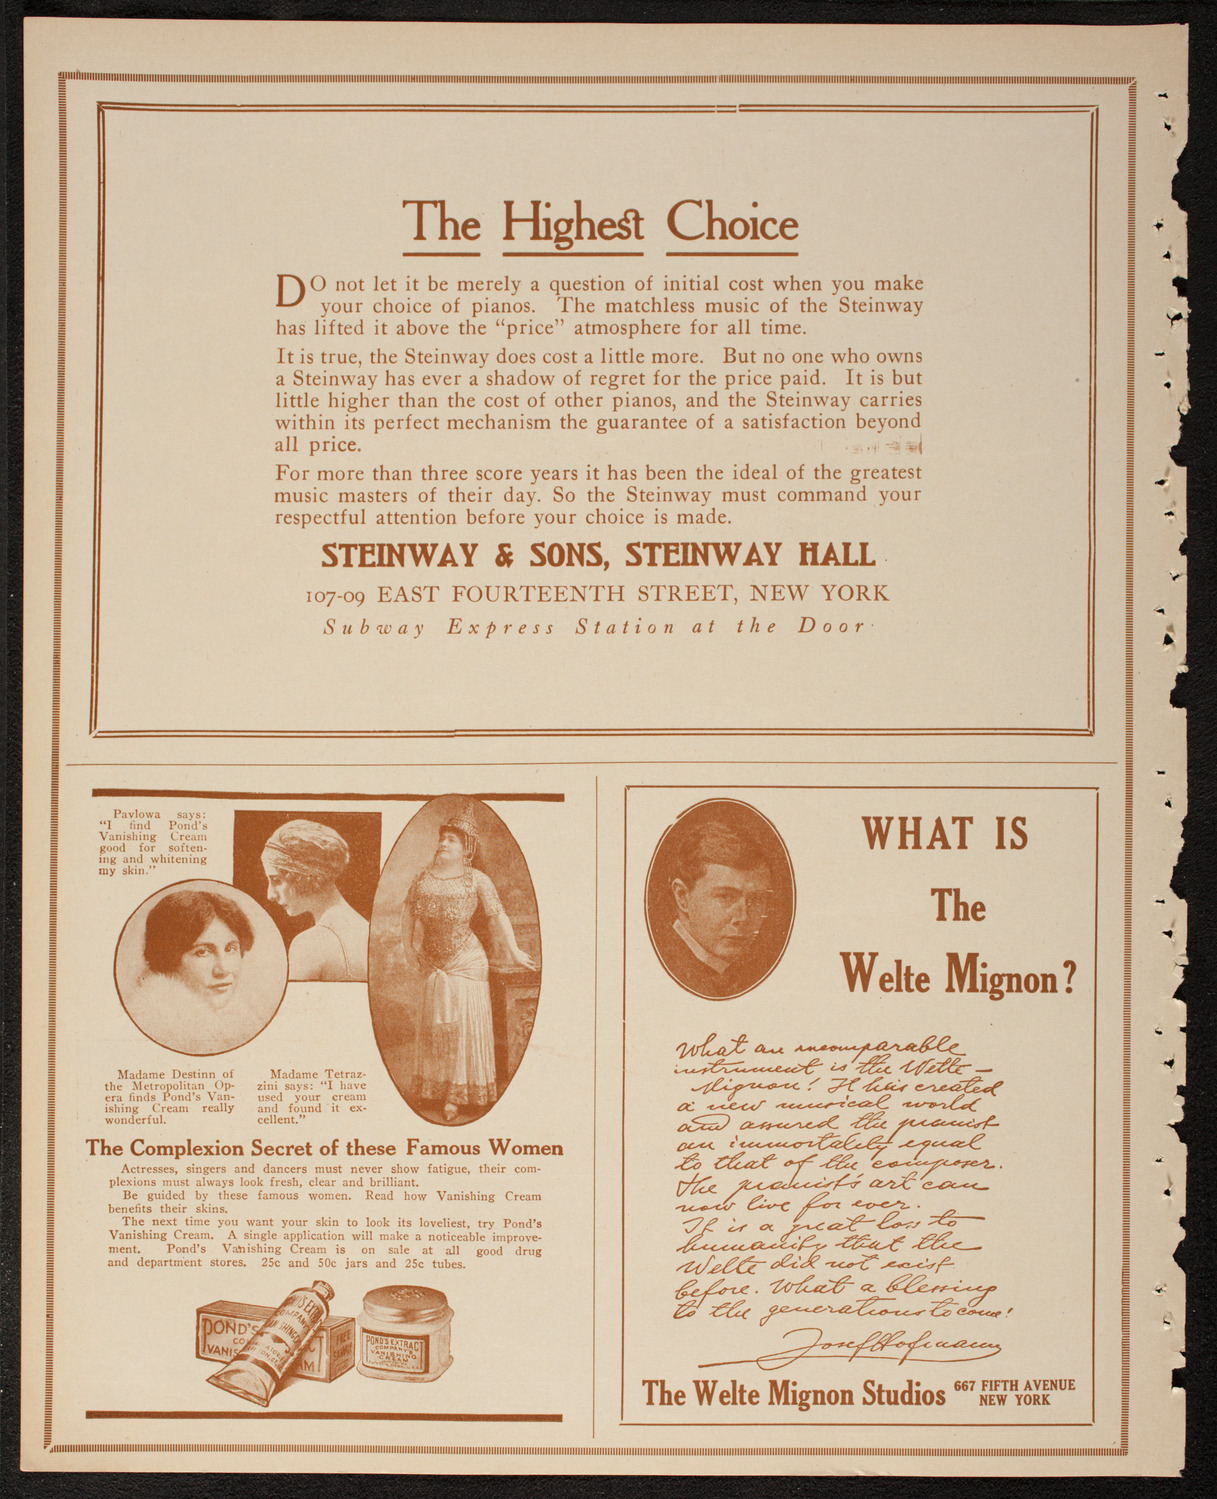 The Highest Choice
DO not let it be merely a question of initial cost when you make
your choice of pianos. The matchless music of the Steinway
has lifted it above the “price” atmosphere for all time.
It is true, the Steinway does cost a little more. But no one who owns
a Steinway has ever a shadow of regret for the price paid. It is but
little higher than the cost of other pianos, and the Steinway carries
within its perfect mechanism the guarantee of a satisfaction beyond
all price.
For more than three score years it has been the ideal of the greatest
music masters of their day. So the Steinway must command your
respectful attention before your choice is made.
STEINWAY & SONS, STEINWAY HALL
107-09 EAST FOURTEENTH STREET, NEW YORK
Subway Express Station at the Door
Pavlowa says:
“I find Pond's
Vanishing Cream
good for soften-
ing and whitening
my skin.”
Madame Destinn of
the Metropolitan Op-
era finds Pond's Van-
ishing Cream really
wonderful.
Madame Tetraz-
zini says: “I have
used your cream
and found it ex-
cellent.”
The Complexion Secret of these Famous Women
Actresses, singers and dancers must never show fatigue, their com-
plexions must always look fresh, clear and brilliant.
Be guided by these famous women. Read how Vanishing Cream
benefits their skins.
The next time you want your skin to look its loveliest, try Pond's
Vanishing Cream. A single application will make a noticeable improve-
ment. Pond's Vanishing Cream is on sale at all good drug
and department stores. 25c and 50c jars and 25c tubes.
POND'S
VANIS
AM
POND'S EXTRACT
COMPANY'S
VANISHING
CREAM
WHAT IS
The
Welte Mignon?
What an incomparable
instrument is the Welte-
Mignon! It has created
a new musical world
and assured the pianist
an immortality equal
to that of the composer.
The pianist's art can
now live for ever.
It is a great loss to
humanity that the
Welte did not exist
before. What a blessing
to the generations to come!
Josef Hofmann
The Welte Mignon Studios
667 FIFTH AVENUE
NEW YORK